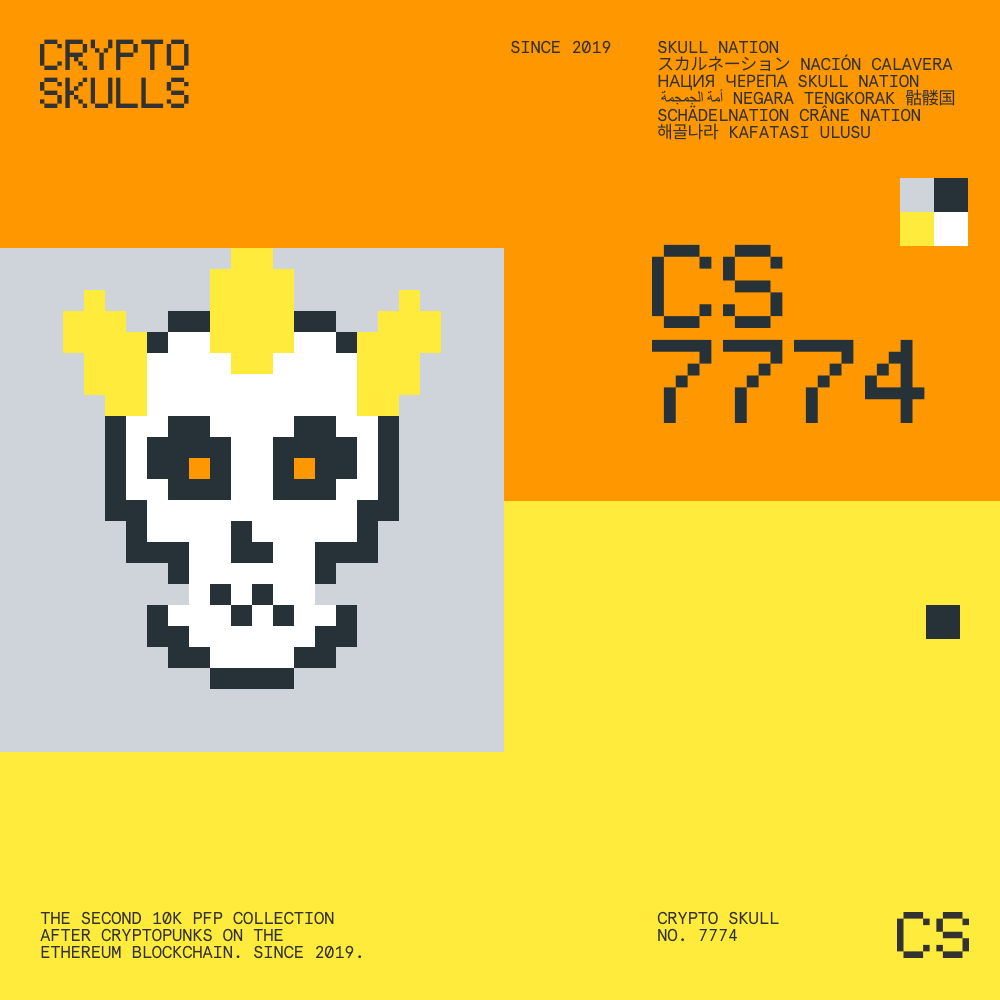 CRYPTO
SKULLS
SINCE 2019
SKULL NATION
スカルネーション NACIÓN CALAVERA
НАЦИЯ ЧЕРЕПА SKULL NATION
أمة الجمجمة NEGARA TENGKORAK 骷髅国
SCHÄDELNATION CRÂNE NATION
해골나라 KAFATASI ULUSU
CS
7774
THE SECOND 10K PFP COLLECTION
AFTER CRYPTOPUNKS ON THE
ETHEREUM BLOCKCHAIN. SINCE 2019.
CRYPTO SKULL
NO. 7774
CS